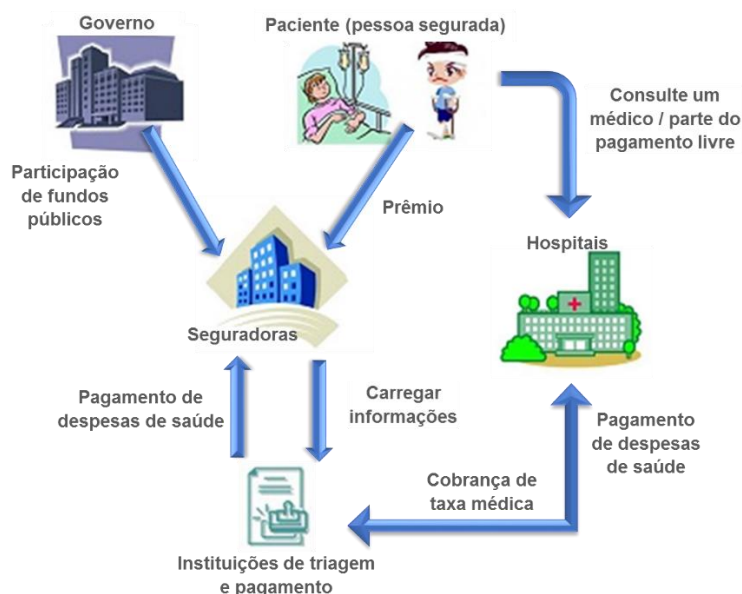 Governo
Paciente (pessoa segurada)
Consulte um
médico / parte do
pagamento livre
Participação
de fundos
públicos
Prêmio
Hospitais
Seguradoras
Pagamento de
despesas de saúde
Carregar
informações
Pagamento
de despesas
de saúde
Cobrança de
taxa médica
Instituições de triagem
e pagamento